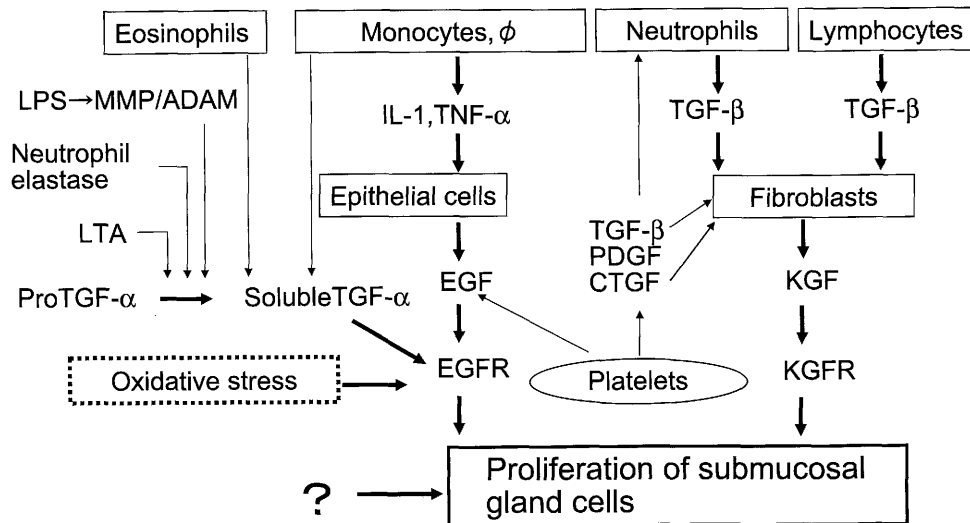 Eosinophils
Monocytes, ϕ
Neutrophils
Lymphocytes
LPS→MMP/ADAM
IL-1,TNF-α
TGF-β
TGF-β
Neutrophil
elastase
Epithelial cells
Fibroblasts
LTA
TGF-β
PDGF
CTGF
ProTGF-α
SolubleTGF-α
EGF
KGF
Oxidative stress
EGFR
Platelets
KGFR
Proliferation of submucosal
gland cells
?